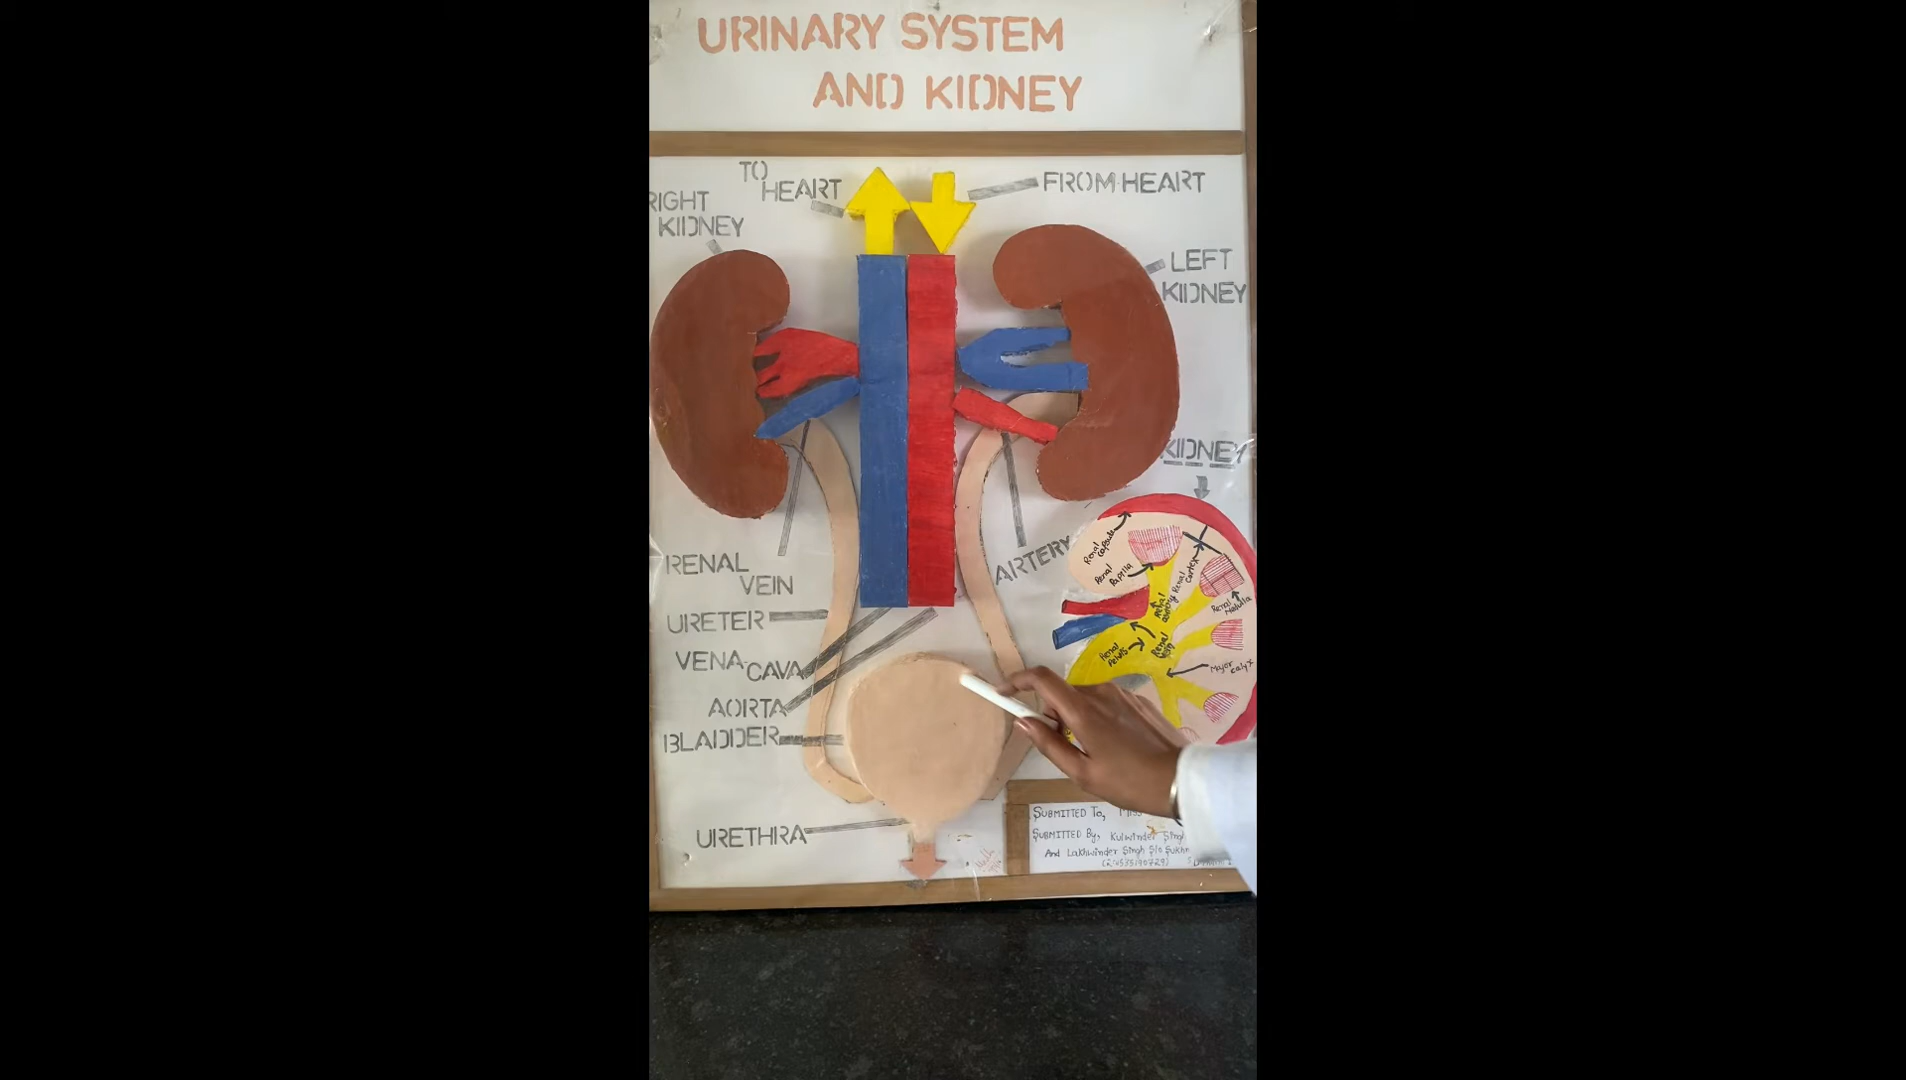 URINARY SYSTEM
AND KIDNEY
TO
HEART
FROM HEART
RIGHT
KIDNEY
LEFT
KIDNEY
KIDNEY
RENAL
VEIN
ARTERY
URETER
VENA-CAVA
AORTA
BLADDER
URETHRA
Renal
Capsule
Renal
Papilla
Renal
Cortex
Renal
Renal
Pelvis
Major
calyx
SUBMITTED TO, MISS
SUBMITTED By, Kulwinder Singh
And Lakhwinder Singh S/o Sukh